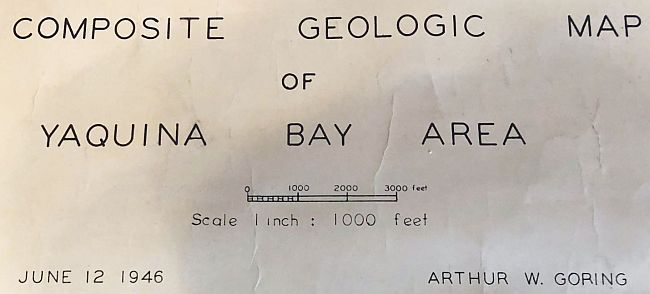 COMPOSITE GEOLOGIC MAP
OF
YAQUINA BAY AREA
0 1000 2000 3000 feet
Scale 1 inch : 1000 feet
JUNE 12 1946 ARTHUR W. GORING